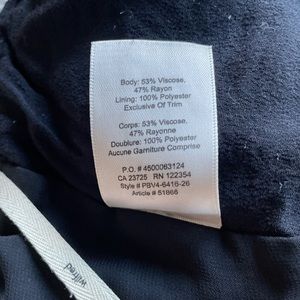 Body: 53% Viscose,
47% Rayon
Lining: 100% Polyester
Exclusive Of Trim
Corps: 53% Viscose,
47% Rayonne
Doublure: 100% Polyester
Aucune Garniture Comprise
P.O. # 4500063124
CA 23725 RN 122354
Style # PBV4-6416-26
Article # 51866
wilfred